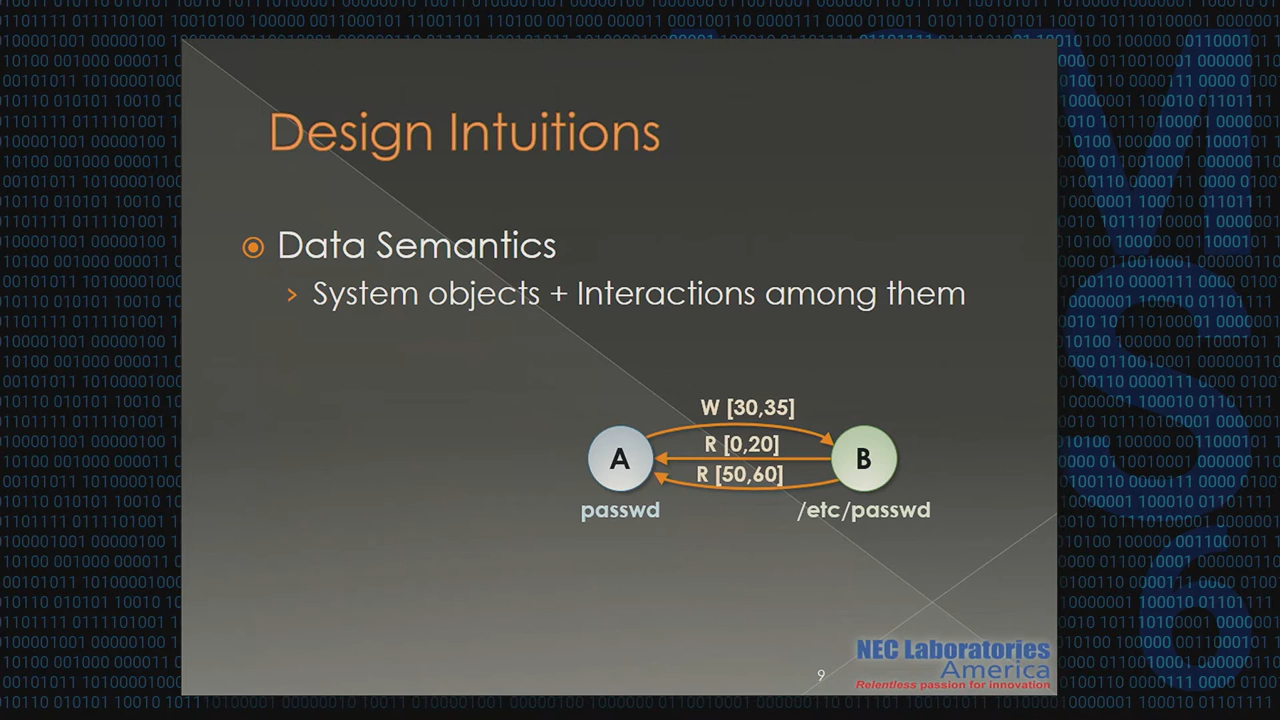 Design Intuitions
Data Semantics
System objects + Interactions among them
W [30,35]
R [0,20]
R [50,60]
A
B
passwd
/etc/passwd
9
NEC Laboratories
America
Relentless passion for innovation